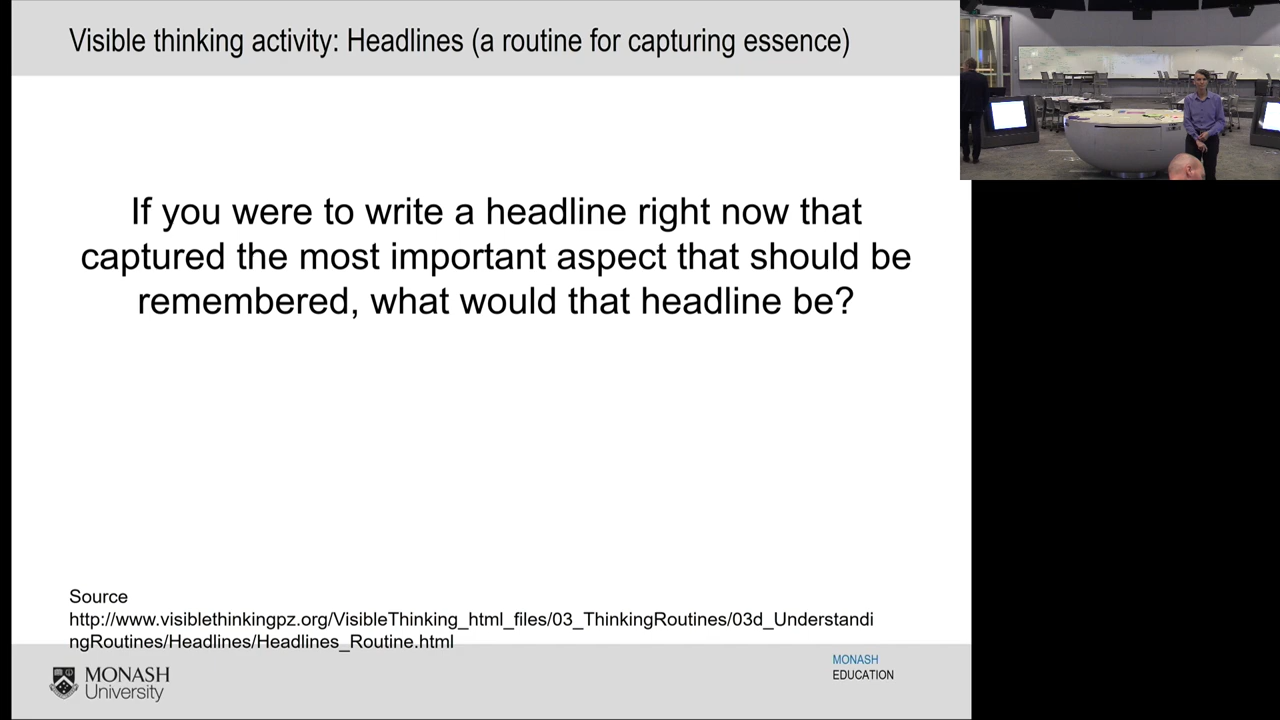 Visible thinking activity: Headlines (a routine for capturing essence)
If you were to write a headline right now that
captured the most important aspect that should be
remembered, what would that headline be?
Source
http://www.visiblethinkingpz.org/VisibleThinking_html_files/03_ThinkingRoutines/03d_Understandi
ngRoutines/Headlines/Headlines_Routine.html
MONASH
University
MONASH
EDUCATION